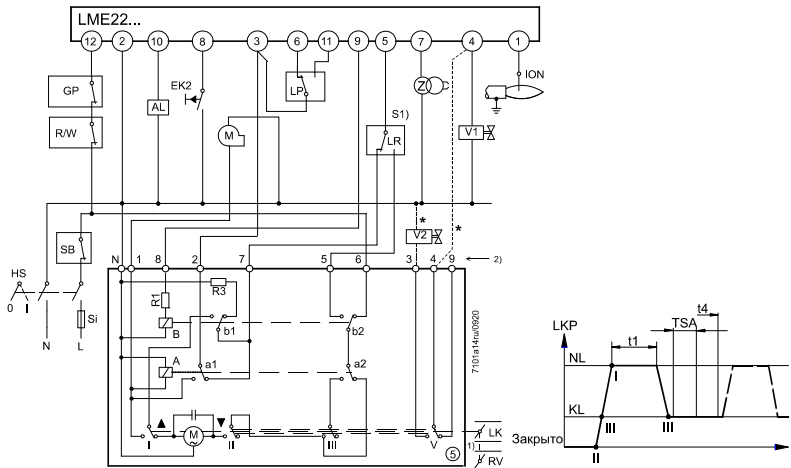 LME22...
12 2 10 8 3 6 11 9 5 7 4 1
ION
GP
EK2
LP
Z
AL
S1)
R/W
M
LR
V1
*
*
V2
SB
N 1 8 2 7 5 6 3 4 9
2)
HS
0 I
Si
N L
R3
R1
B
b1
b2
A
a1
a2
M
I
II
III
V
5
1)
LK
RV
7101a14ru/0920
LKP
t4
TSA
t1
NL
I
KL
III
III
Закрыто
II